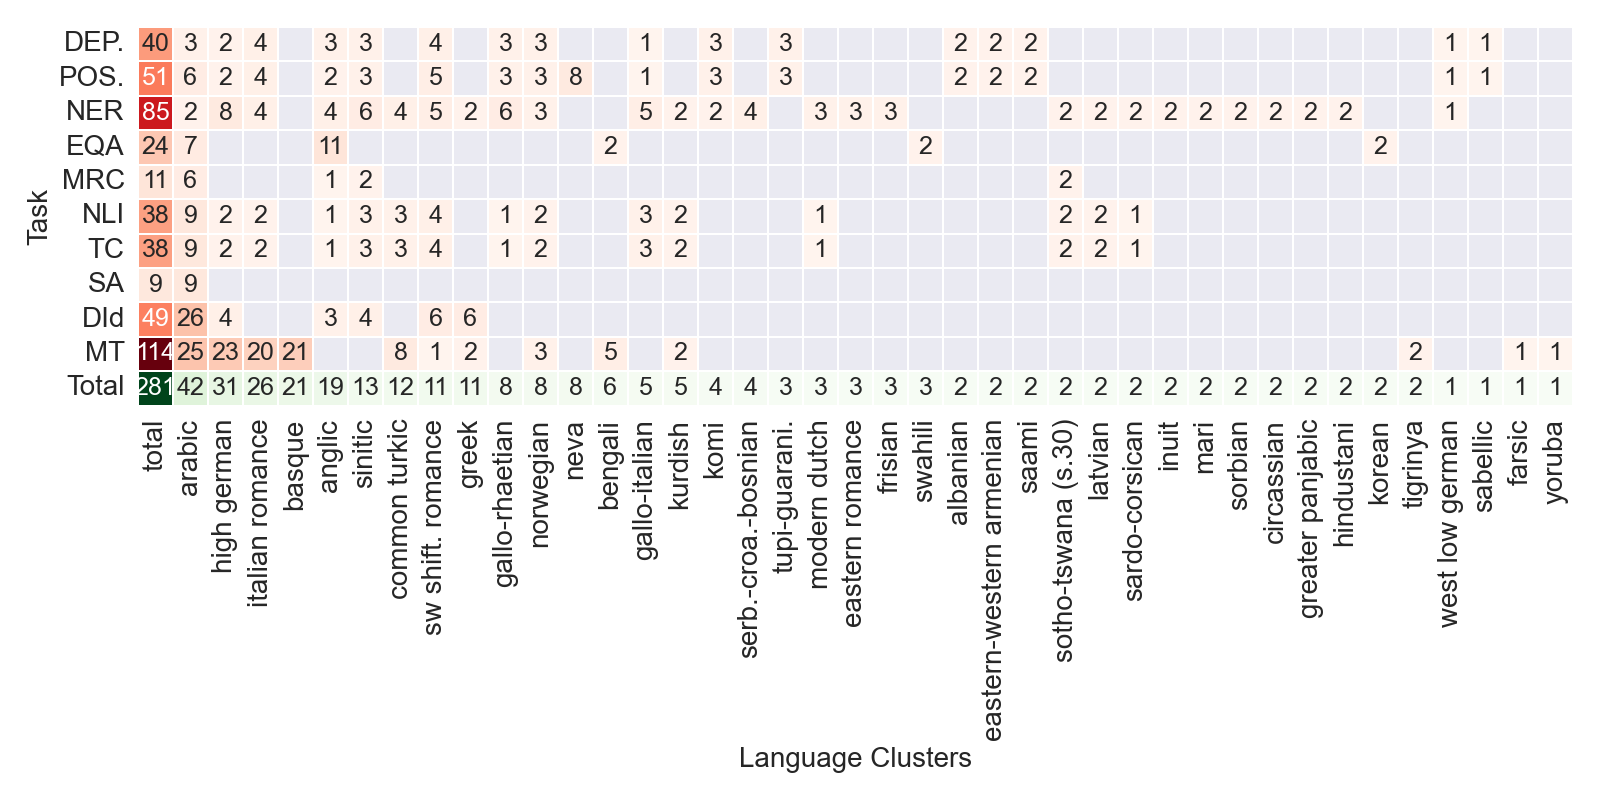 DEP. 40 3 2 4 3 3 4 3 3 1 3 3 2 2 2 1 1
POS. 51 6 2 4 2 3 5 3 3 8 1 3 3 2 2 2 1 1
NER 85 2 8 4 4 6 4 5 2 6 3 5 2 2 4 3 3 3 2 2 2 2 2 2 2 2 2 1
EQA 24 7 11 2 2 2
MRC 11 6 1 2 2
NLI 38 9 2 2 1 3 3 4 1 2 3 2 1 2 2 1
TC 38 9 2 2 1 3 3 4 1 2 3 2 1 2 2 1
SA 9 9
DId 49 26 4 3 4 6 6
MT 114 25 23 20 21 8 1 2 3 5 2 2 1 1
Total 281 42 31 26 21 19 13 12 11 11 8 8 8 6 5 5 4 4 3 3 3 3 3 2 2 2 2 2 2 2 2 2 2 2 2 2 2 1 1 1 1
Task
total
arabic
high german
italian romance
basque
anglic
sinitic
common turkic
sw shift. romance
greek
gallo-rhaetian
norwegian
neva
bengali
gallo-italian
kurdish
komi
serb.-croa.-bosnian
tupi-guarani.
modern dutch
eastern romance
frisian
swahili
albanian
eastern-western armenian
saami
sotho-tswana (s.30)
latvian
sardo-corsican
inuit
mari
sorbian
circassian
greater panjabic
hindustani
korean
tigrinya
west low german
sabellic
farsic
yoruba
Language Clusters